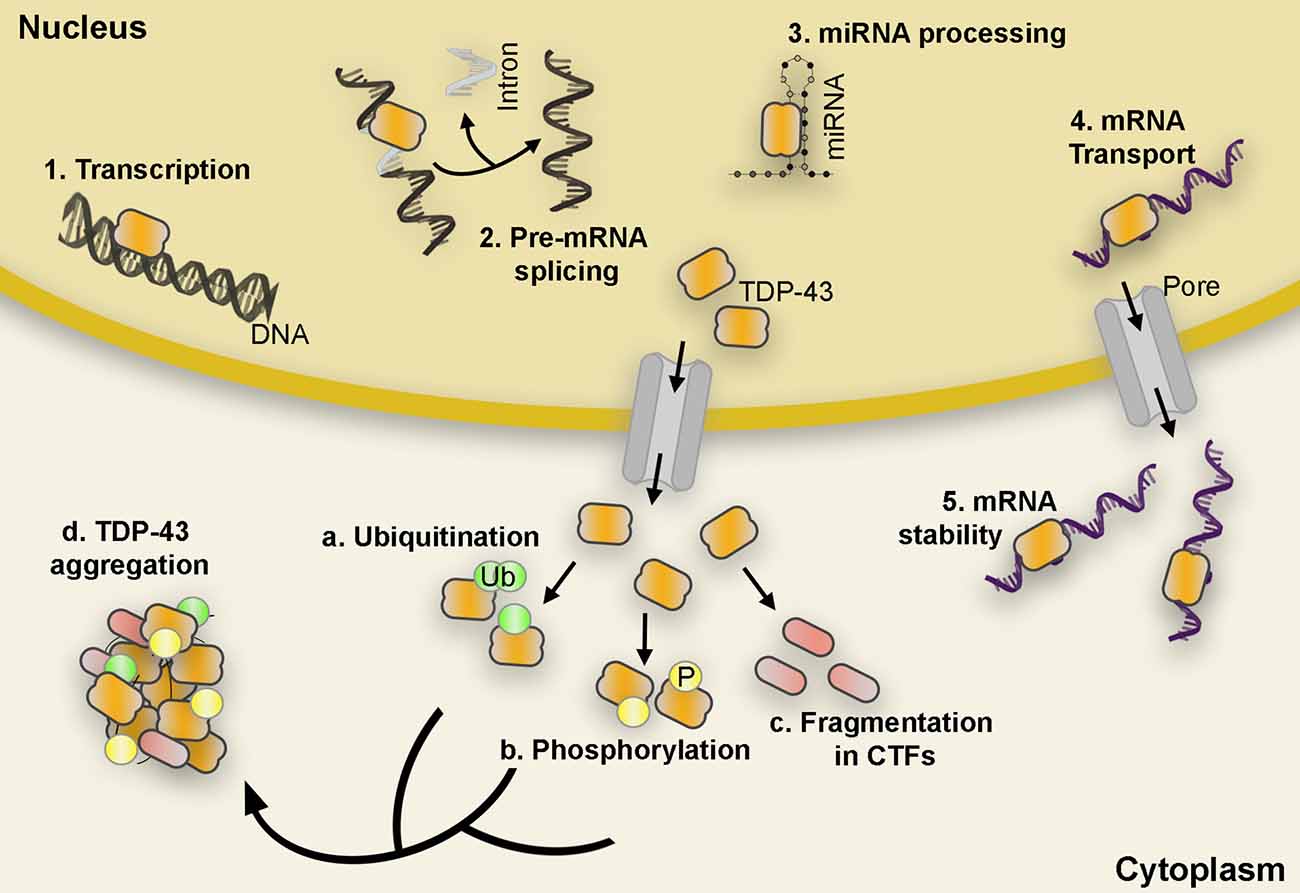 Nucleus
3. miRNA processing
Intron
miRNA
4. mRNA
Transport
1. Transcription
2. Pre-mRNA
splicing
TDP-43
Pore
DNA
5. mRNA
stability
d. TDP-43
aggregation
a. Ubiquitination
Ub
P
c. Fragmentation
in CTFs
b. Phosphorylation
Cytoplasm